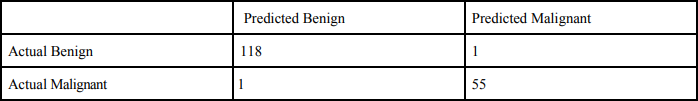 Predicted Benign Predicted Malignant
Actual Benign 118 1
Actual Malignant 1 55